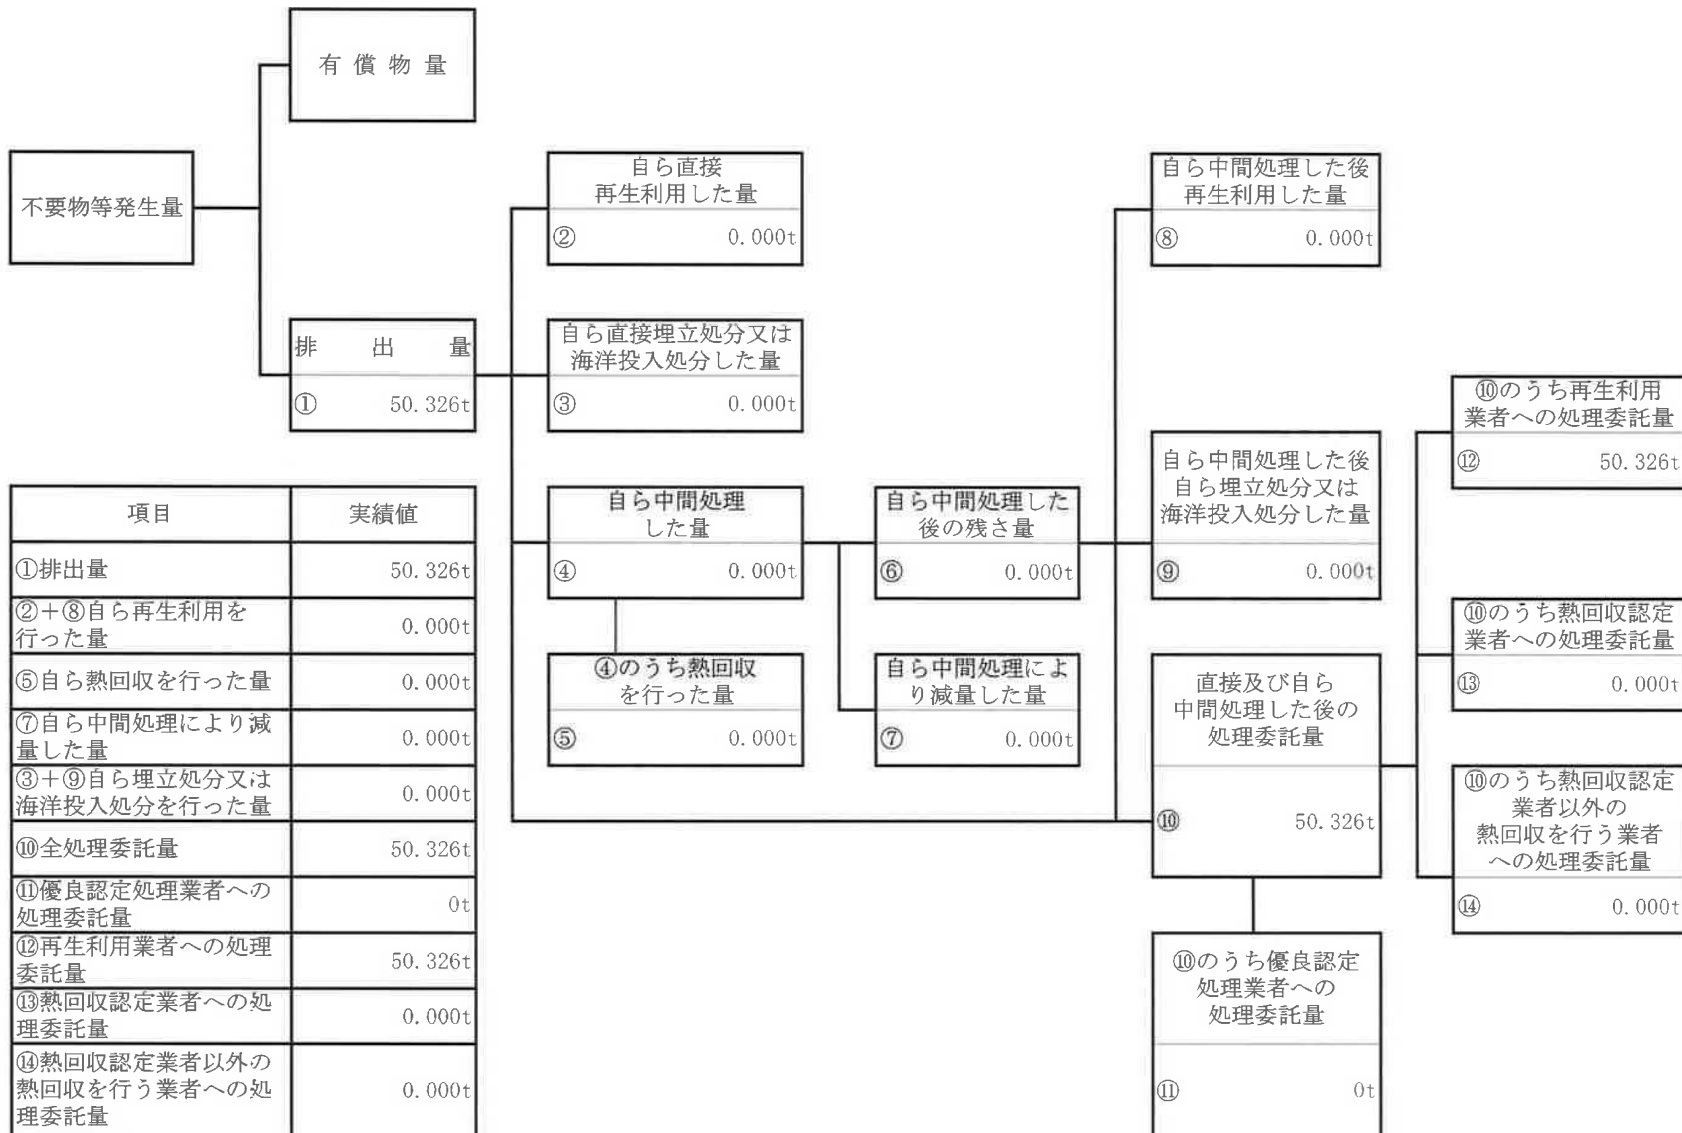 有償物量
不要物等発生量
排出量
① 50.326t
自ら直接
再生利用した量
② 0.000t
自ら直接埋立処分又は
海洋投入処分した量
③ 0.000t
自ら中間処理
した量
④ 0.000t
④のうち熱回収
を行った量
⑤ 0.000t
自ら中間処理した
後の残さ量
⑥ 0.000t
自ら中間処理によ
り減量した量
⑦ 0.000t
自ら中間処理した後
再生利用した量
⑧ 0.000t
自ら中間処理した後
自ら埋立処分又は
海洋投入処分した量
⑨ 0.000t
直接及び自ら
中間処理した後の
処理委託量
⑩ 50.326t
⑩のうち優良認定
処理業者への
処理委託量
⑪ 0t
⑩のうち再生利用
業者への処理委託量
⑫ 50.326t
⑩のうち熱回収認定
業者への処理委託量
⑬ 0.000t
⑩のうち熱回収認定
業者以外の
熱回収を行う業者
への処理委託量
⑭ 0.000t
項目 実績値
①排出量 50.326t
②+⑧自ら再生利用を
行った量 0.000t
⑤自ら熱回収を行った量 0.000t
⑦自ら中間処理により減
量した量 0.000t
③+⑨自ら埋立処分又は
海洋投入処分を行った量 0.000t
⑩全処理委託量 50.326t
⑪優良認定処理業者への
処理委託量 0t
⑫再生利用業者への処理
委託量 50.326t
⑬熱回収認定業者への処
理委託量 0.000t
⑭熱回収認定業者以外の
熱回収を行う業者への処
理委託量 0.000t